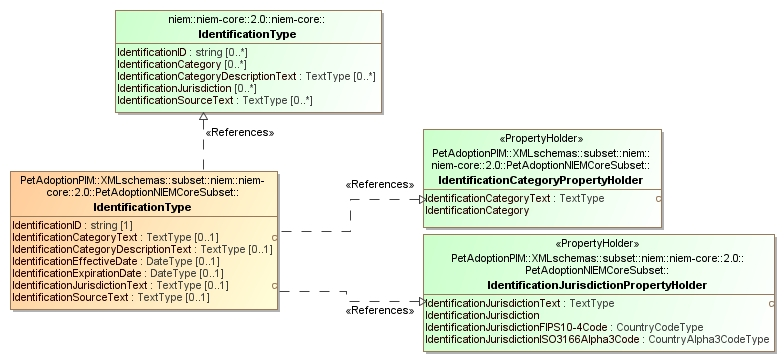 niem::niem-core::2.0::niem-core::
IdentificationType
IdentificationID : string [0..*]
IdentificationCategory [0..*]
IdentificationCategoryDescriptionText : TextType [0..*]
IdentificationJurisdiction [0..*]
IdentificationSourceText : TextType [0..*]
«References»
«PropertyHolder»
PetAdoptionPIM::XMLschemas::subset::niem::
niem-core::2.0::PetAdoptionNIEMCoreSubset::
IdentificationCategoryPropertyHolder
IdentificationCategoryText : TextType
IdentificationCategory
«References»
PetAdoptionPIM::XMLschemas::subset::niem::niem-
core::2.0::PetAdoptionNIEMCoreSubset::
IdentificationType
IdentificationID : string [1]
IdentificationCategoryText : TextType [0..1]
IdentificationCategoryDescriptionText : TextType [0..1]
IdentificationEffectiveDate : DateType [0..1]
IdentificationExpirationDate : DateType [0..1]
IdentificationJurisdictionText : TextType [0..1]
IdentificationSourceText : TextType [0..1]
«References»
«PropertyHolder»
PetAdoptionPIM::XMLschemas::subset::niem::niem-core::2.0::
PetAdoptionNIEMCoreSubset::
IdentificationJurisdictionPropertyHolder
IdentificationJurisdictionText : TextType
IdentificationJurisdiction
IdentificationJurisdictionFIPS10-4Code : CountryCodeType
IdentificationJurisdictionISO3166Alpha3Code : CountryAlpha3CodeType